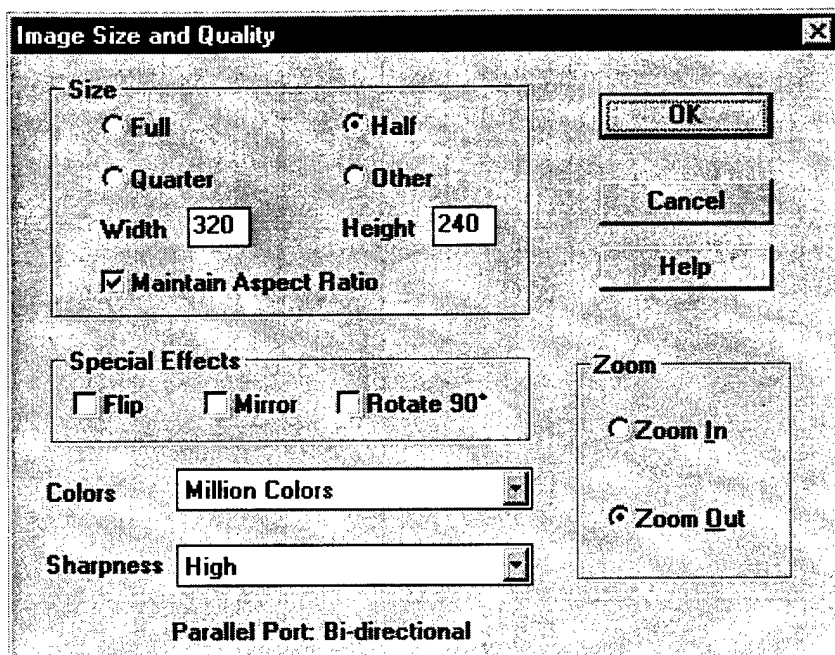 Image Size and Quality
Size
Full
Half
Quarter
Other
Width 320
Height 240
Maintain Aspect Ratio
OK
Cancel
Help
Special Effects
Flip
Mirror
Rotate 90°
Zoom
Zoom In
Zoom Out
Colors Million Colors
Sharpness High
Parallel Port: Bi-directional